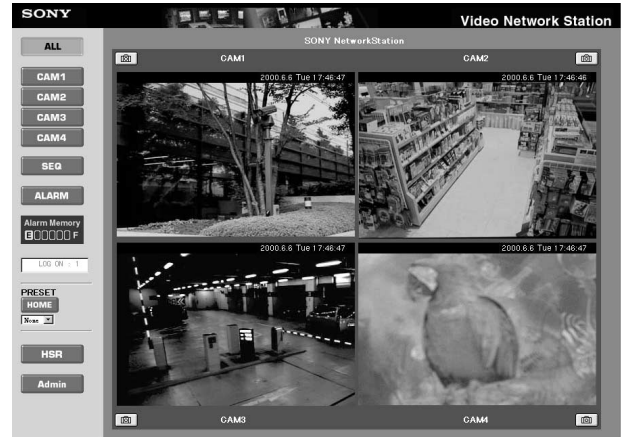 SONY
Video Network Station
ALL
SONY NetworkStation
CAM1
CAM2
CAM1
2000.6.6 Tue 17:46:47
2000.6.6 Tue 17:46:46
CAM2
CAM3
CAM4
SEQ
ALARM
Alarm Memory
E F
2000.6.6 Tue 17:46:47
2000.6.6 Tue 17:46:47
LOG ON : 1
PRESET
HOME
None
HSR
Admin
CAM3
CAM4